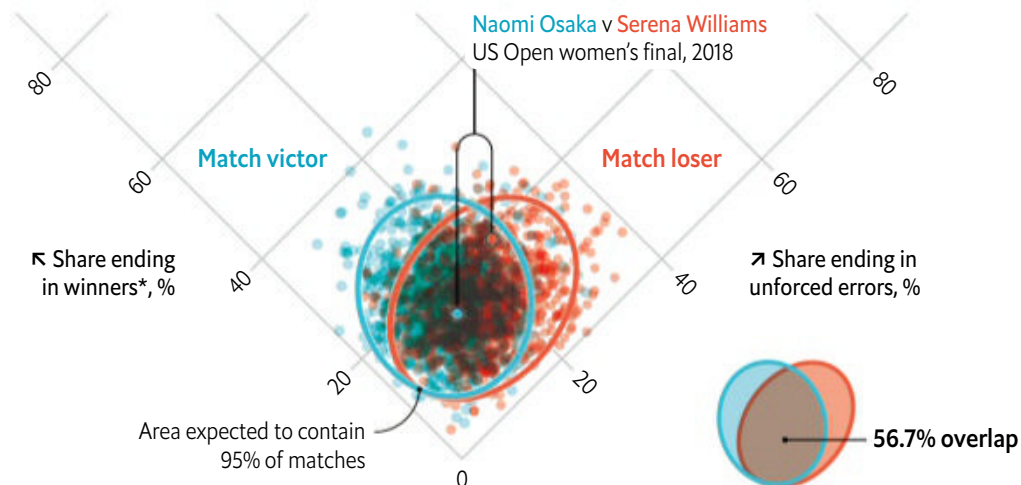 Naomi Osaka v Serena Williams
US Open women’s final, 2018
80
80
Match victor
Match loser
60
60
↖ Share ending
in winners*, %
↗ Share ending in
unforced errors, %
40
40
20
20
Area expected to contain
95% of matches
0
56.7% overlap